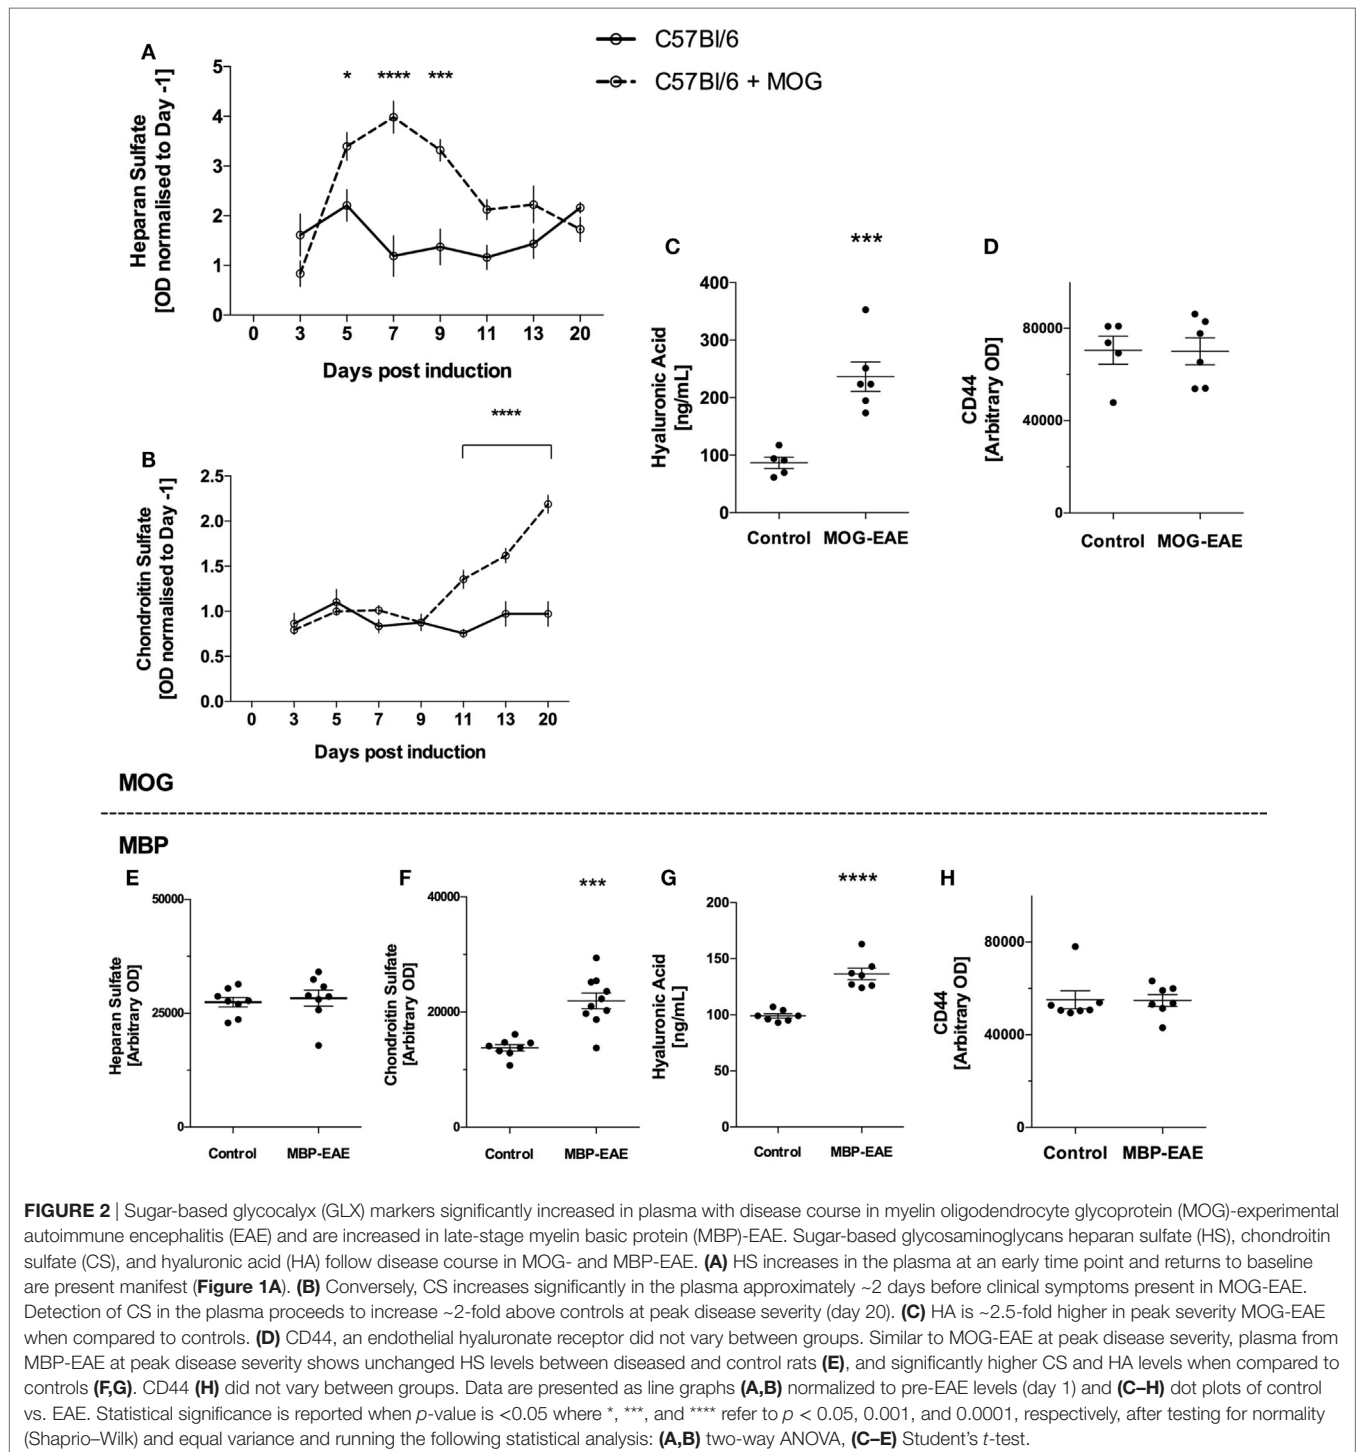 C57Bl/6
C57Bl/6 + MOG
A
Heparan Sulfate
[OD normalised to Day -1]
5
4
3
2
1
0
* **** ***
0 3 5 7 9 11 13 20
Days post induction
B
Chondroitin Sulfate
[OD normalised to Day -1]
****
2.5
2.0
1.5
1.0
0.5
0.0
0 3 5 7 9 11 13 20
Days post induction
C
Hyaluronic Acid
[ng/mL]
***
400
300
200
100
0
Control MOG-EAE
D
CD44
[Arbitrary OD]
80000
40000
0
Control MOG-EAE
MOG
MBP
E
Heparan Sulfate
[Arbitrary OD]
50000
25000
0
Control MBP-EAE
F
Chondroitin Sulfate
[Arbitrary OD]
***
40000
20000
0
Control MBP-EAE
G
Hyaluronic Acid
[ng/mL]
****
200
150
100
50
0
Control MBP-EAE
H
CD44
[Arbitrary OD]
80000
40000
0
Control MBP-EAE
FIGURE 2 | Sugar-based glycocalyx (GLX) markers significantly increased in plasma with disease course in myelin oligodendrocyte glycoprotein (MOG)-experimental
autoimmune encephalitis (EAE) and are increased in late-stage myelin basic protein (MBP)-EAE. Sugar-based glycosaminoglycans heparan sulfate (HS), chondroitin
sulfate (CS), and hyaluronic acid (HA) follow disease course in MOG- and MBP-EAE. (A) HS increases in the plasma at an early time point and returns to baseline
are present manifest (Figure 1A). (B) Conversely, CS increases significantly in the plasma approximately ~2 days before clinical symptoms present in MOG-EAE.
Detection of CS in the plasma proceeds to increase ~2-fold above controls at peak disease severity (day 20). (C) HA is ~2.5-fold higher in peak severity MOG-EAE
when compared to controls. (D) CD44, an endothelial hyaluronate receptor did not vary between groups. Similar to MOG-EAE at peak disease severity, plasma from
MBP-EAE at peak disease severity shows unchanged HS levels between diseased and control rats (E), and significantly higher CS and HA levels when compared to
controls (F,G). CD44 (H) did not vary between groups. Data are presented as line graphs (A,B) normalized to pre-EAE levels (day 1) and (C–H) dot plots of control
vs. EAE. Statistical significance is reported when p-value is <0.05 where *, ***, and **** refer to p < 0.05, 0.001, and 0.0001, respectively, after testing for normality
(Shaprio–Wilk) and equal variance and running the following statistical analysis: (A,B) two-way ANOVA, (C–E) Student's t-test.